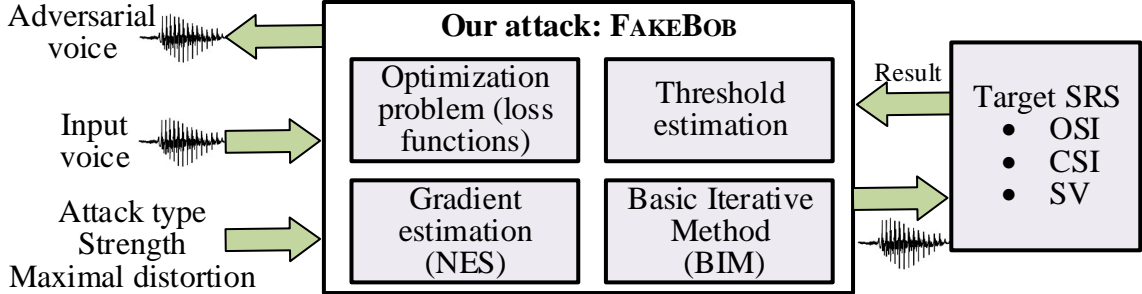 Adversarial
voice
Input
voice
Attack type
Strength
Maximal distortion
Our attack: FAKEBOB
Optimization
problem (loss
functions)
Threshold
estimation
Gradient
estimation
(NES)
Basic Iterative
Method
(BIM)
Result
Target SRS
• OSI
• CSI
• SV